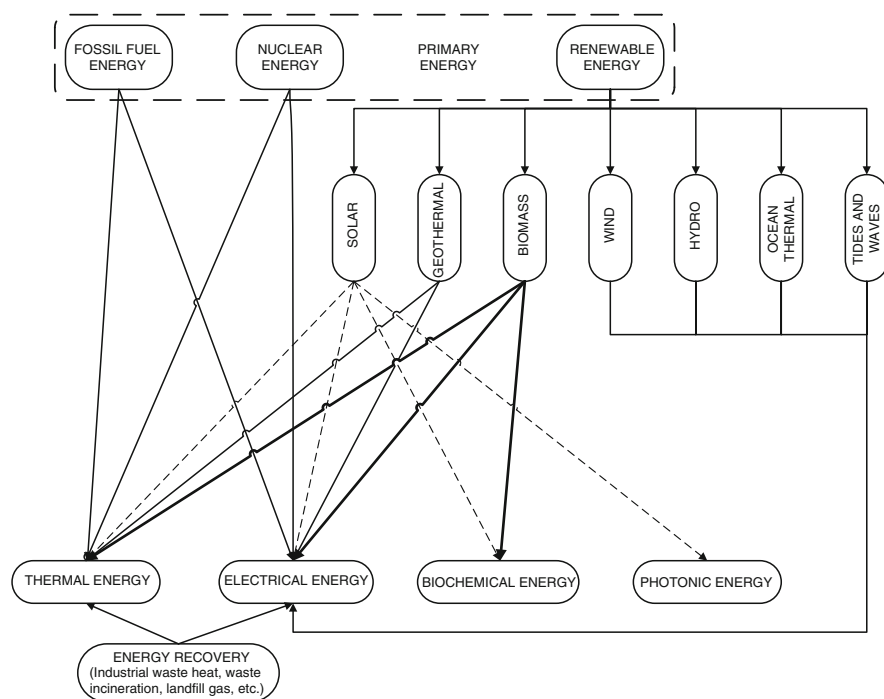 FOSSIL FUEL
ENERGY
NUCLEAR
ENERGY
PRIMARY
ENERGY
RENEWABLE
ENERGY
SOLAR
GEOTHERMAL
BIOMASS
WIND
HYDRO
OCEAN
THERMAL
TIDES AND
WAVES
THERMAL ENERGY
ELECTRICAL ENERGY
BIOCHEMICAL ENERGY
PHOTONIC ENERGY
ENERGY RECOVERY
(Industrial waste heat, waste
incineration, landfill gas, etc.)